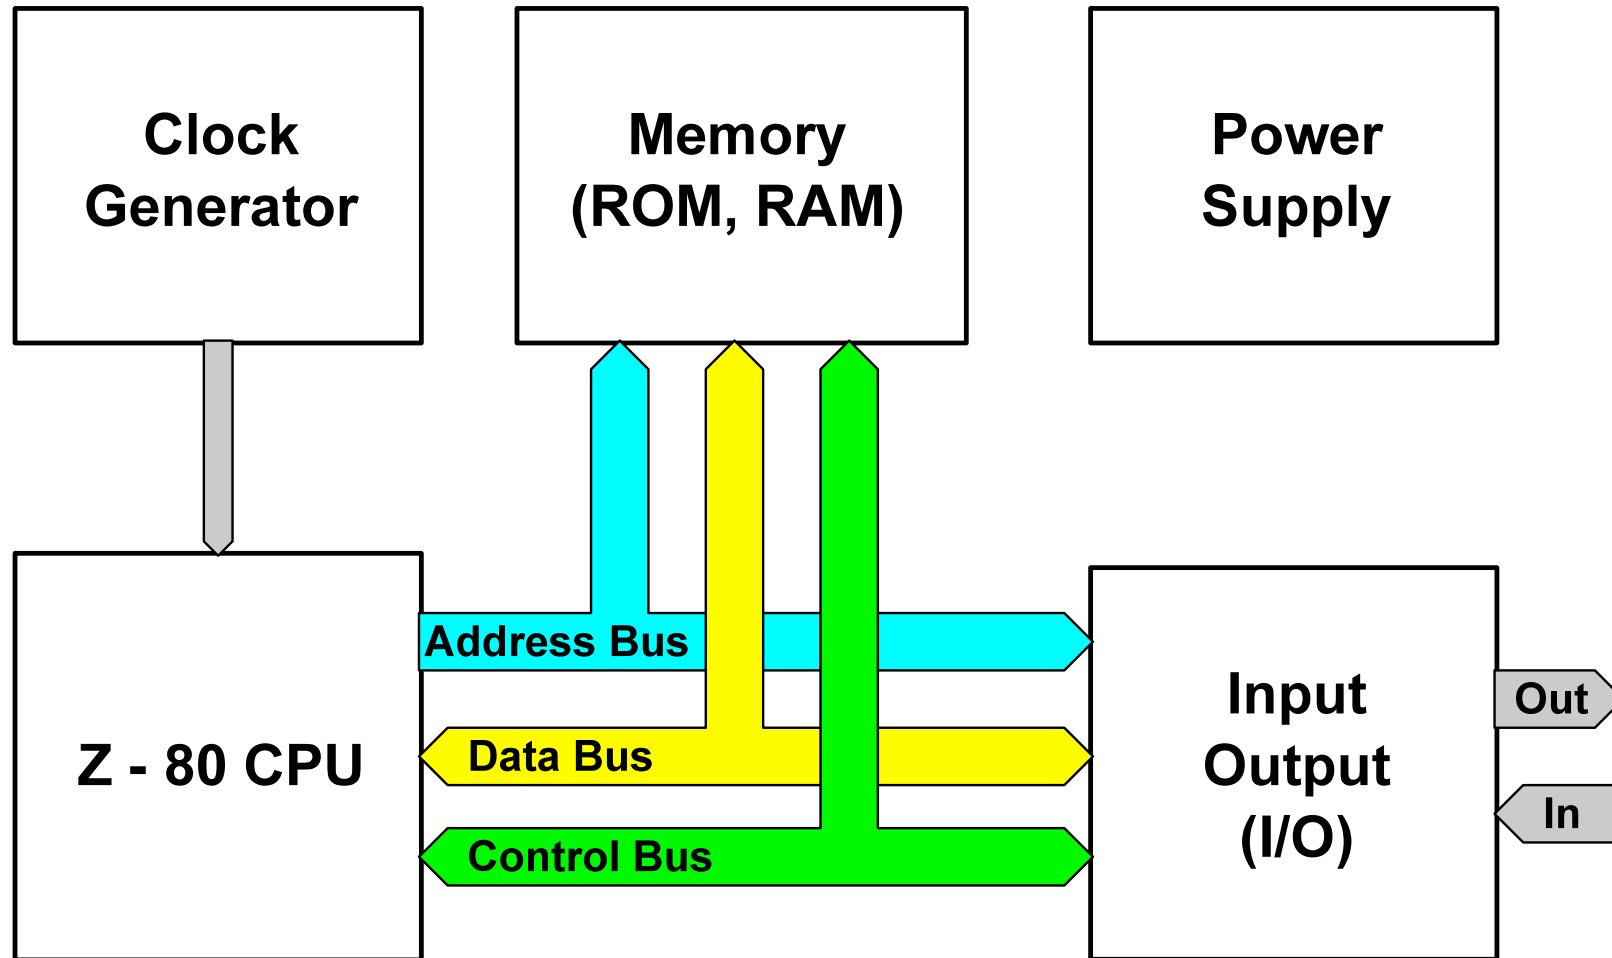 Clock
Generator
Memory
(ROM, RAM)
Power
Supply
Address Bus
Z - 80 CPU
Data Bus
Control Bus
Input
Output
(I/O)
Out
In